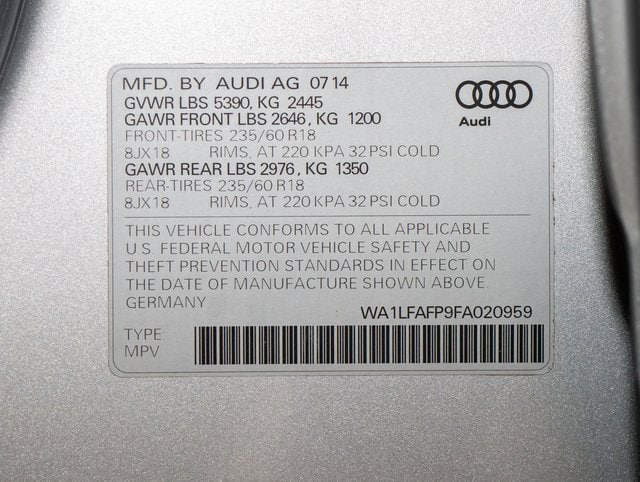 MFD. BY AUDI AG 07 14
GVWR LBS 5390, KG 2445
GAWR FRONT LBS 2646, KG 1200
FRONT-TIRES 235/60 R18
8JX18 RIMS, AT 220 KPA 32 PSI COLD
GAWR REAR LBS 2976, KG 1350
REAR-TIRES 235/60 R18
8JX18 RIMS, AT 220 KPA 32 PSI COLD
Audi
THIS VEHICLE CONFORMS TO ALL APPLICABLE
U.S. FEDERAL MOTOR VEHICLE SAFETY AND
THEFT PREVENTION STANDARDS IN EFFECT ON
THE DATE OF MANUFACTURE SHOWN ABOVE.
GERMANY
WA1LFAFP9FA020959
TYPE:
MPV